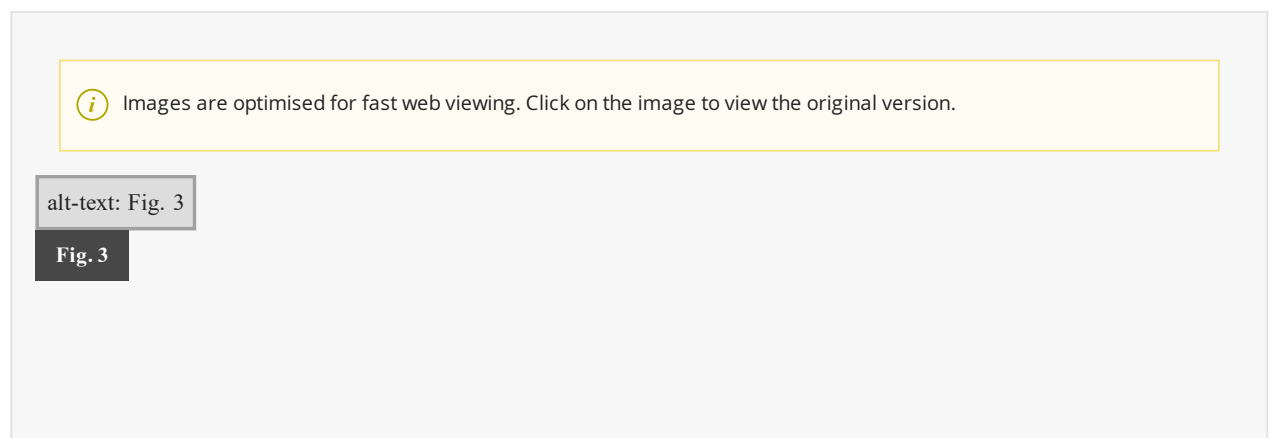 i Images are optimised for fast web viewing. Click on the image to view the original version.
alt-text: Fig. 3
Fig. 3